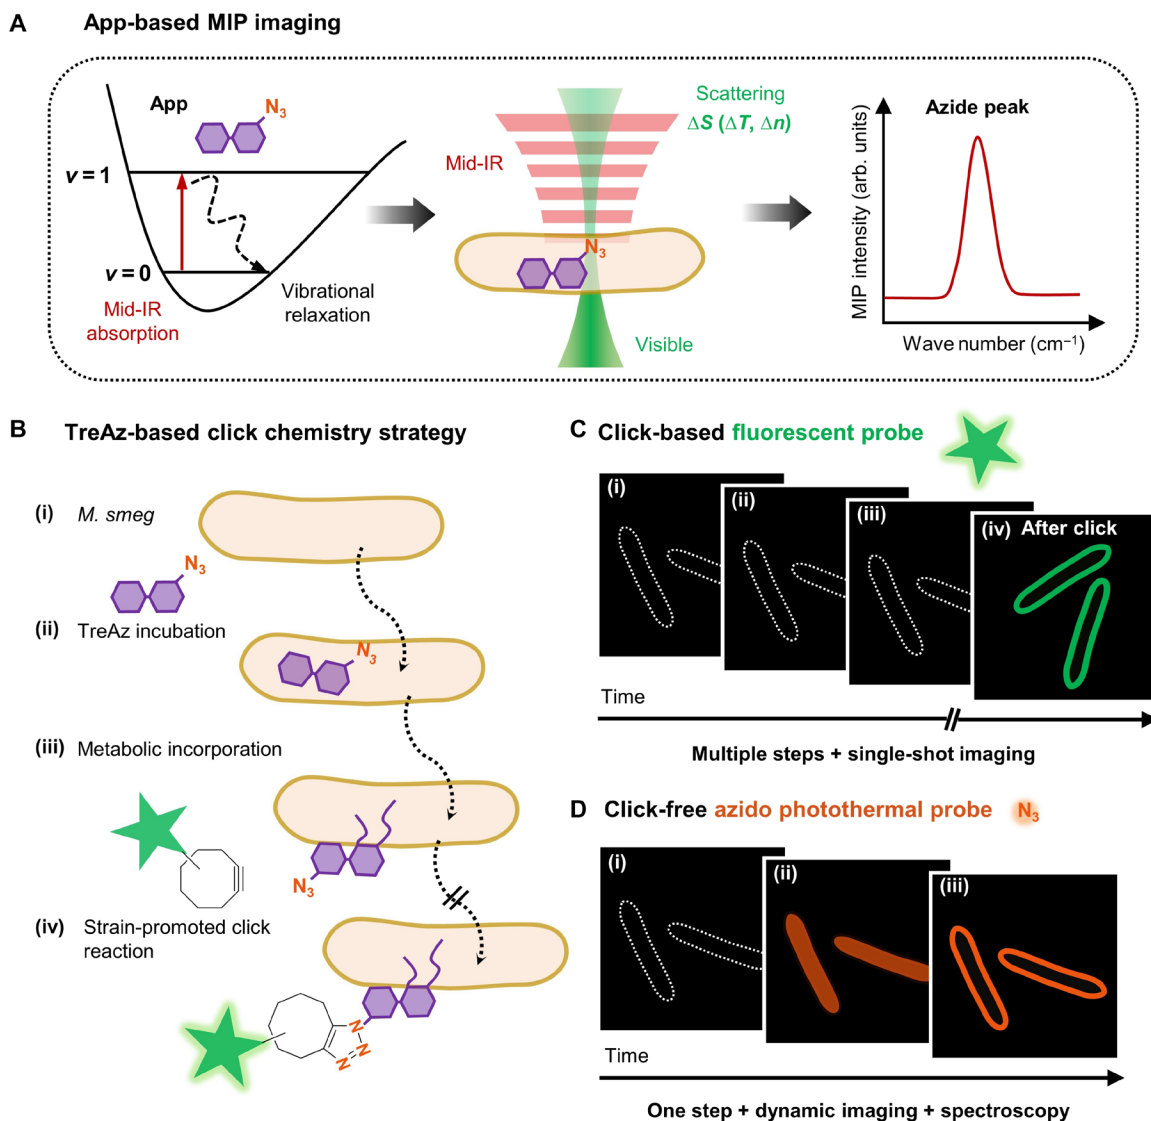 A App-based MIP imaging
App
N3
v = 1
v = 0
Mid-IR
absorption
Vibrational
relaxation
Mid-IR
Scattering
ΔS (ΔT, Δn)
N3
Visible
Azide peak
MIP intensity (arb. units)
Wave number (cm−1)
B TreAz-based click chemistry strategy
(i) M. smeg
N3
(ii) TreAz incubation
N3
(iii) Metabolic incorporation
N3
(iv) Strain-promoted click
reaction
N
N
N
C Click-based fluorescent probe
(i)
(ii)
(iii)
(iv) After click
Time
Multiple steps + single-shot imaging
D Click-free azido photothermal probe N3
(i)
(ii)
(iii)
Time
One step + dynamic imaging + spectroscopy